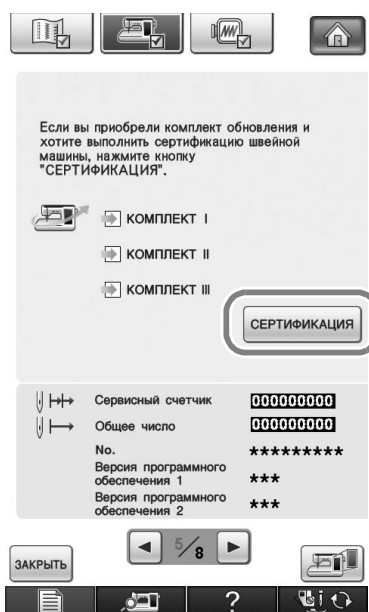 Если вы приобрели комплект обновления и
хотите выполнить сертификацию швейной
машины, нажмите кнопку
"СЕРТИФИКАЦИЯ".
КОМПЛЕКТ I
КОМПЛЕКТ II
КОМПЛЕКТ III
СЕРТИФИКАЦИЯ
Сервисный счетчик 000000000
Общее число 000000000
No. *********
Версия программного
обеспечения 1 ***
Версия программного
обеспечения 2 ***
ЗАКРЫТЬ
5/8
?